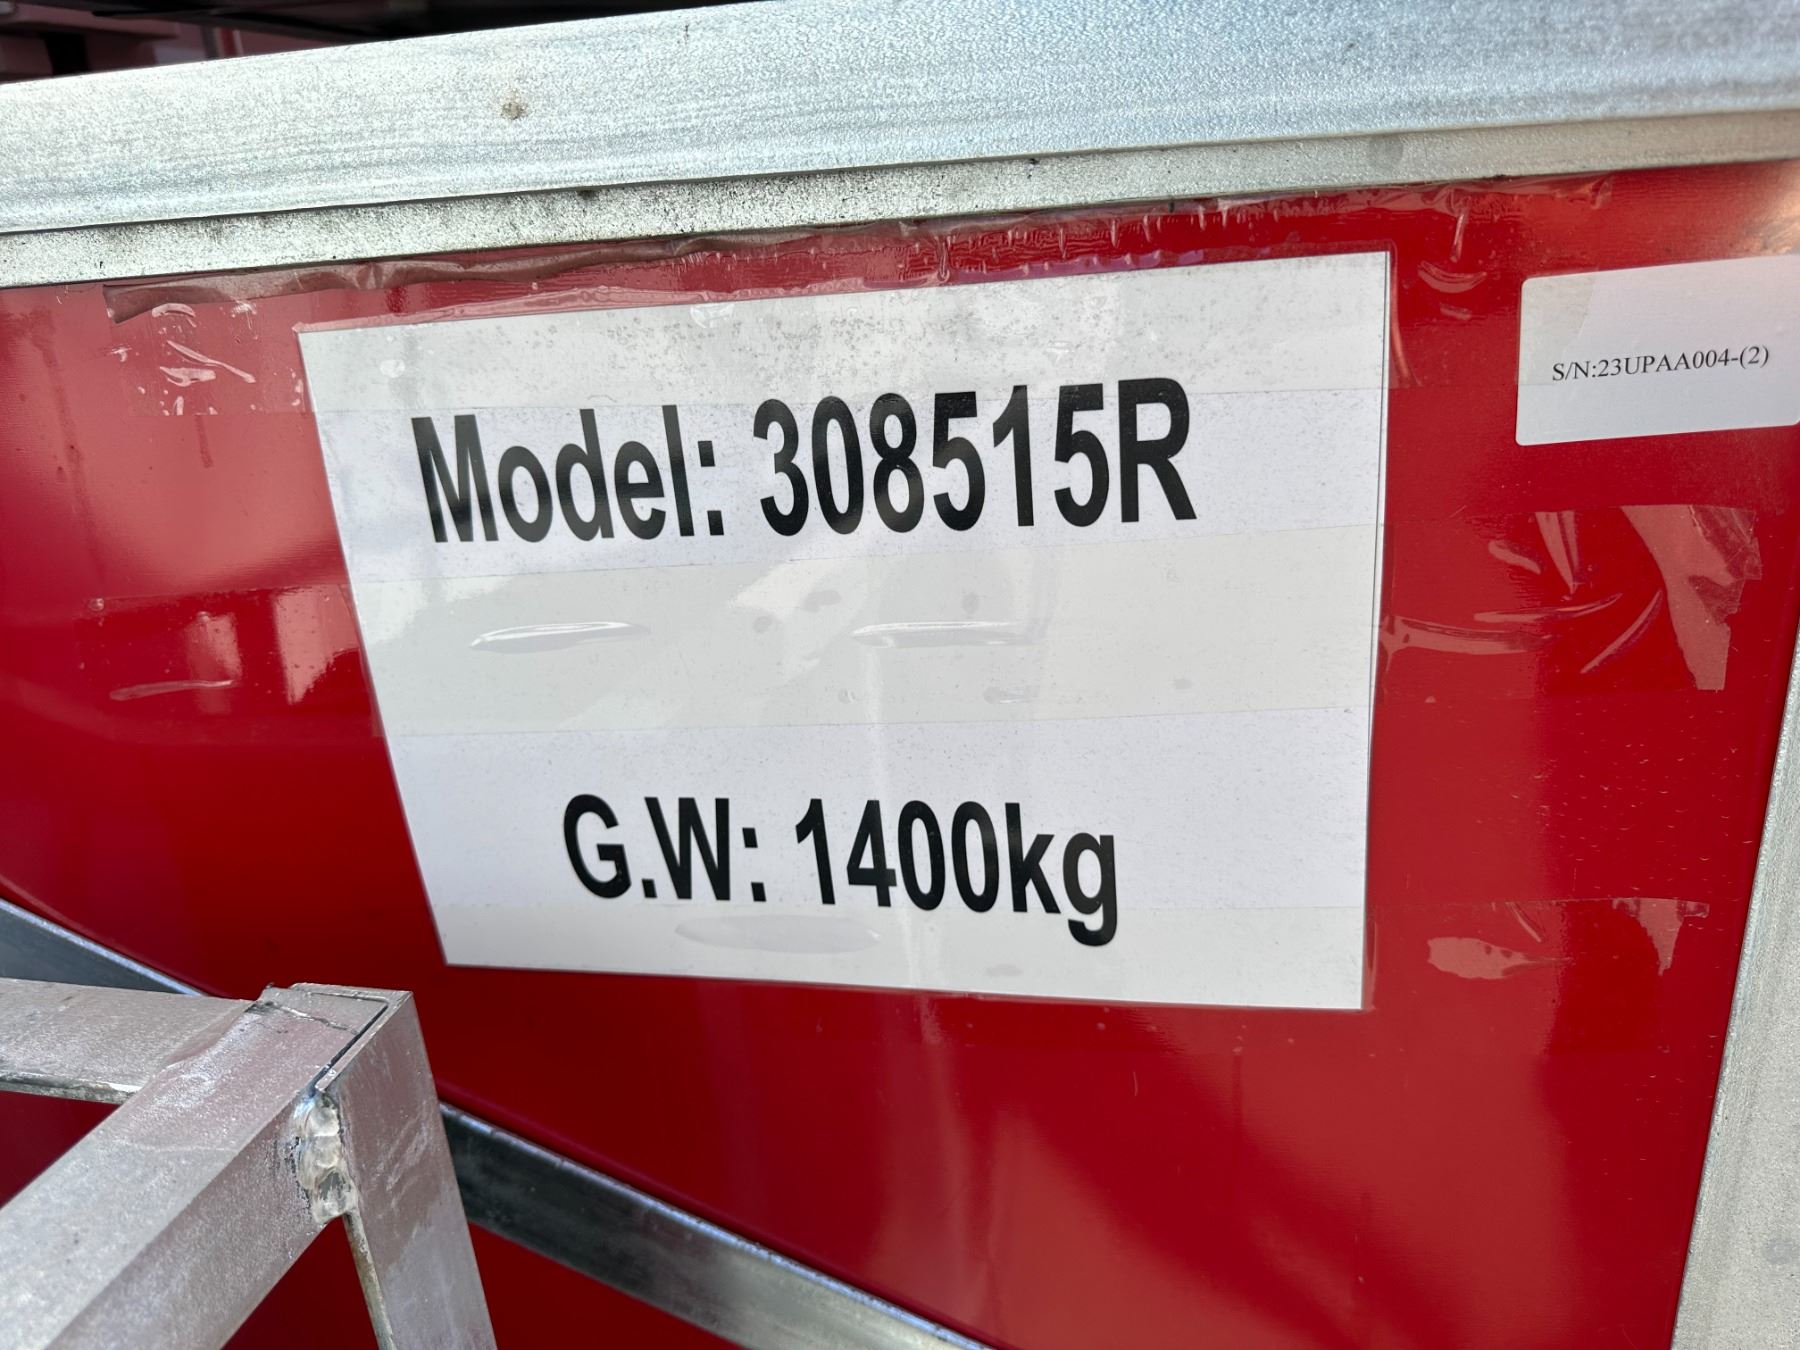 Model: 308515R
S/N:23UPAA004-(2)
G.W: 1400kg